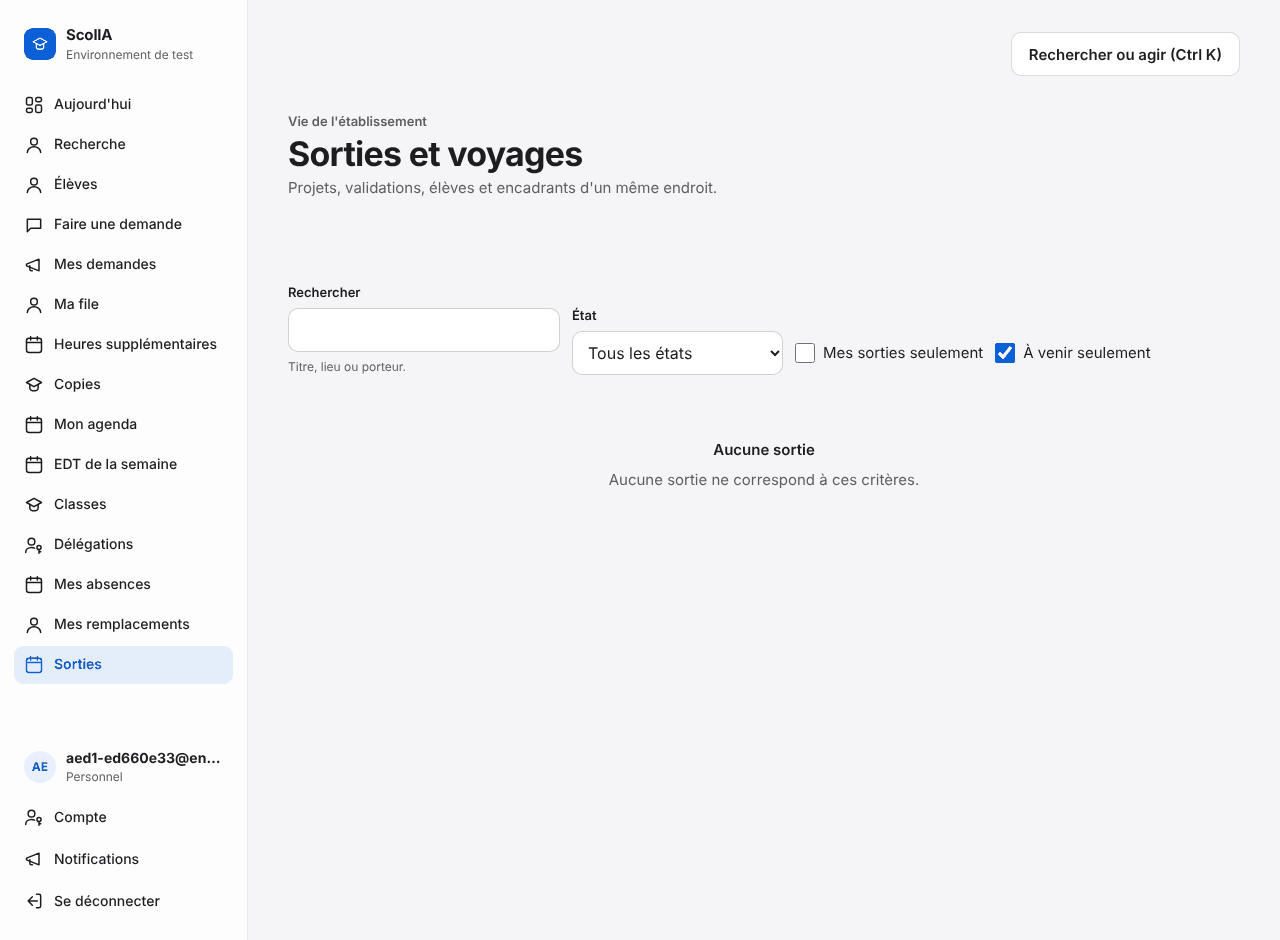 ScolIA
Environnement de test
Aujourd'hui
Recherche
Élèves
Faire une demande
Mes demandes
Ma file
Heures supplémentaires
Copies
Mon agenda
EDT de la semaine
Classes
Délégations
Mes absences
Mes remplacements
Sorties
AE
aed1-ed660e33@en...
Personnel
Compte
Notifications
Se déconnecter
Rechercher ou agir (Ctrl K)
Vie de l'établissement
Sorties et voyages
Projets, validations, élèves et encadrants d'un même endroit.
Rechercher
Titre, lieu ou porteur.
État
Tous les états
Mes sorties seulement
À venir seulement
Aucune sortie
Aucune sortie ne correspond à ces critères.